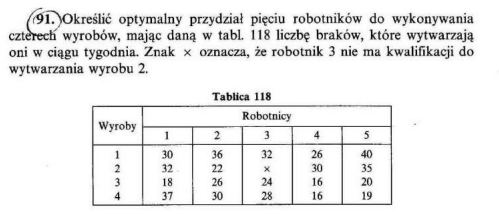 91. Określić optymalny przydział pięciu robotników do wykonywania
czterech wyrobów, mając daną w tabl. 118 liczbę braków, które wytwarzają
oni w ciągu tygodnia. Znak × oznacza, że robotnik 3 nie ma kwalifikacji do
wytwarzania wyrobu 2.
Tablica 118
Wyroby Robotnicy
1 2 3 4 5
1 30 36 32 26 40
2 32 22 × 30 35
3 18 26 24 16 20
4 37 30 28 16 19